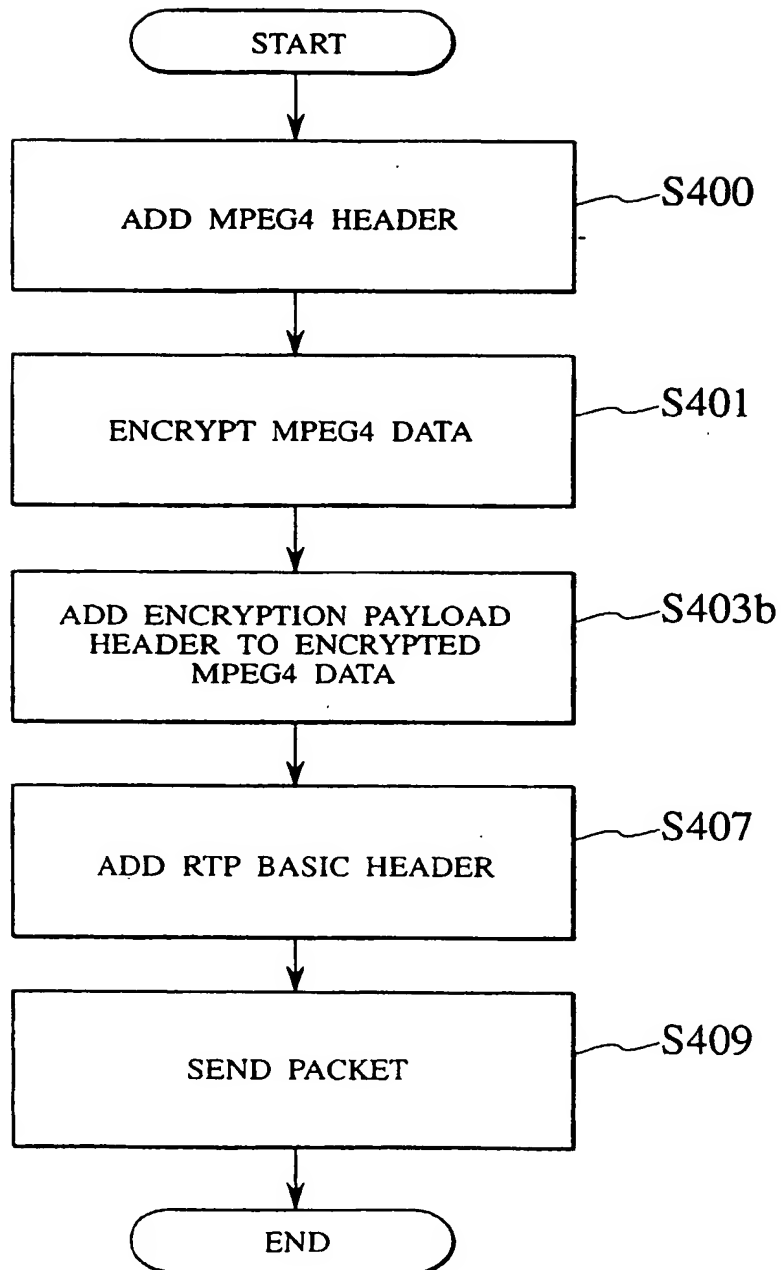 START
ADD MPEG4 HEADER
S400
ENCRYPT MPEG4 DATA
S401
ADD ENCRYPTION PAYLOAD
HEADER TO ENCRYPTED
MPEG4 DATA
S403b
ADD RTP BASIC HEADER
S407
SEND PACKET
S409
END